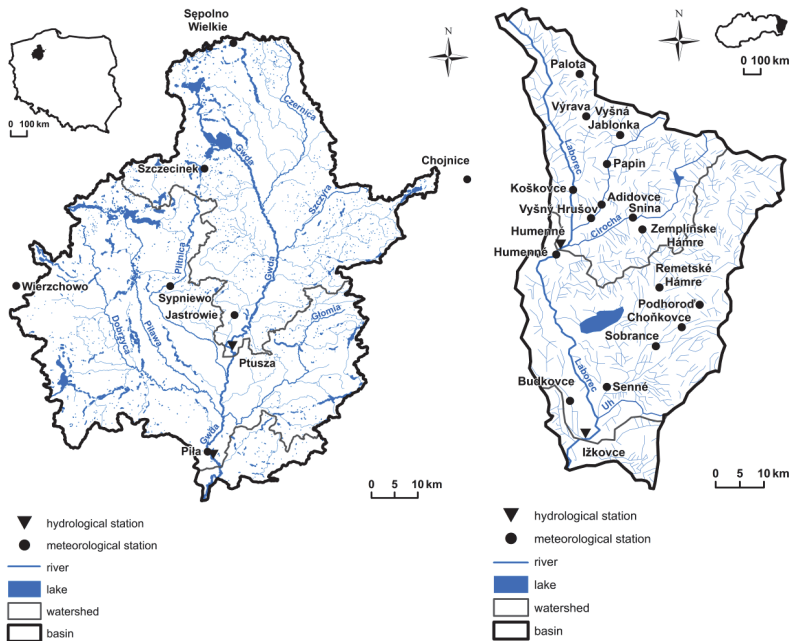 Sępolno
Wielkie
N
0 100 km
Czernica
Gwda
Szczecinek
Chojnice
Szczyra
Plitnica
Gwda
Wierzchowo
Sypniewo
Jastrowie
Głomia
Dobrzyca
Piława
Ptusza
Gwda
Piła
0 5 10 km
hydrological station
meteorological station
river
lake
watershed
basin
N
0 100 km
Palota
Výrava
Vyšná
Jablonka
Laborec
Papin
Koškovce
Adidovce
Vyšný Hrušov
Snina
Cirocha
Humenné
Zemplínske
Hámre
Humenné
Remetské
Hámre
Podhoroď
Choňkovce
Sobrance
Laborec
Budkovce
Senné
Uh
Ižkovce
0 5 10 km
hydrological station
meteorological station
river
lake
watershed
basin